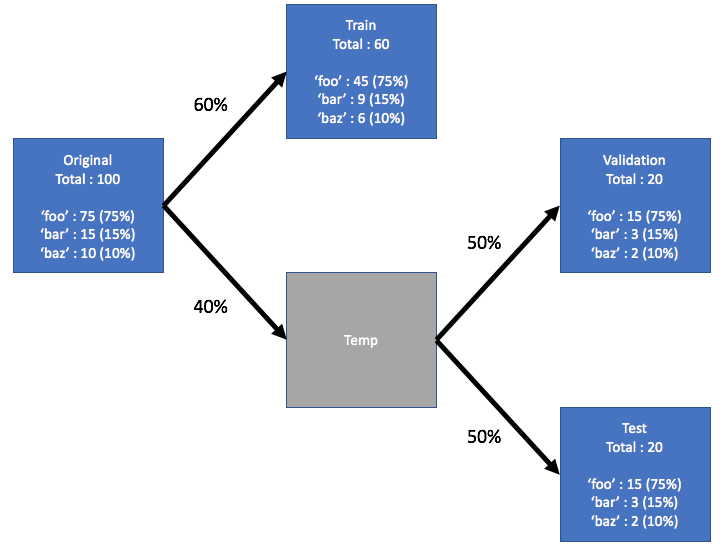 Train
Total : 60
‘foo’ : 45 (75%)
‘bar’ : 9 (15%)
‘baz’ : 6 (10%)
60%
Original
Total : 100
‘foo’ : 75 (75%)
‘bar’ : 15 (15%)
‘baz’ : 10 (10%)
Validation
Total : 20
‘foo’ : 15 (75%)
‘bar’ : 3 (15%)
‘baz’ : 2 (10%)
50%
40%
Temp
50%
Test
Total : 20
‘foo’ : 15 (75%)
‘bar’ : 3 (15%)
‘baz’ : 2 (10%)